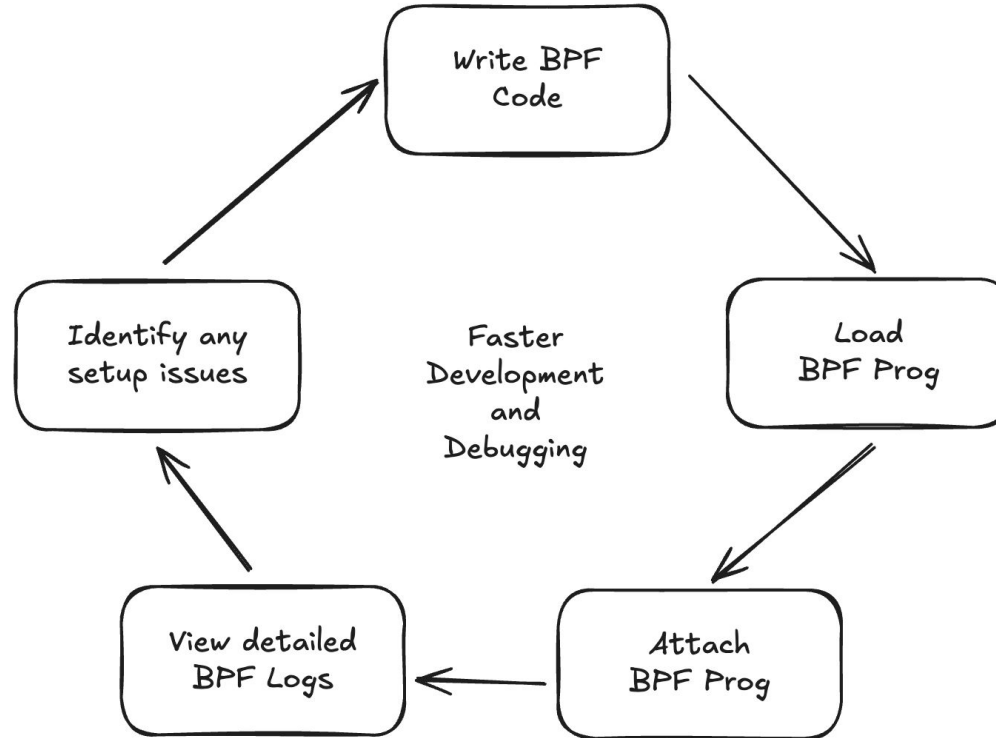 Write BPF
Code
Identify any
setup issues
Faster
Development
and
Debugging
Load
BPF Prog
View detailed
BPF Logs
Attach
BPF Prog